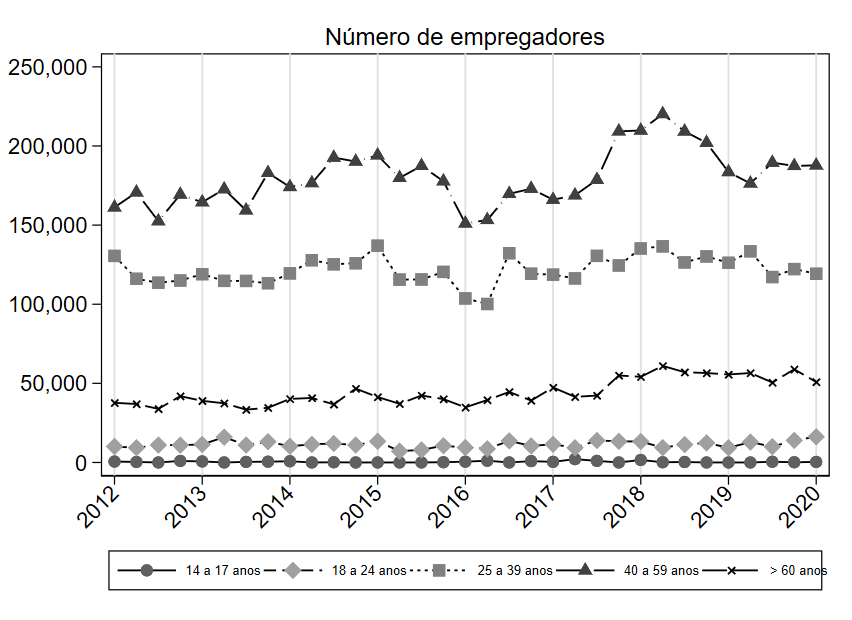 Número de empregadores
250,000
200,000
150,000
100,000
50,000
0
2012 2013 2014 2015 2016 2017 2018 2019 2020
14 a 17 anos 18 a 24 anos 25 a 39 anos 40 a 59 anos > 60 anos